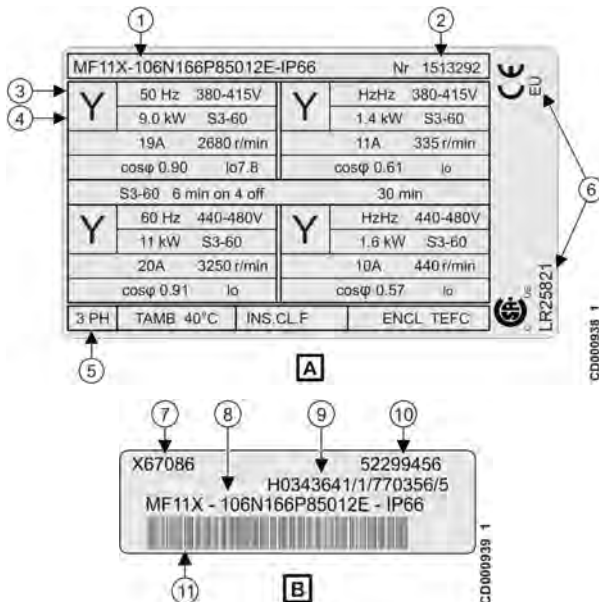 1 2
MF11X-106N166P85012E-IP66 Nr 1513292
CE
EU
3
4
Y 50 Hz 380-415V Y HzHz 380-415V
9.0 kW S3-60 1.4 kW S3-60
19A 2680 r/min 11A 335 r/min
cosφ 0.90 Io7.8 cosφ 0.61 Io
6
S3-60 6 min on 4 off 30 min
Y 60 Hz 440-480V Y HzHz 440-480V
11 kW S3-60 1.6 kW S3-60
20A 3250 r/min 10A 440 r/min
cosφ 0.91 Io cosφ 0.57 Io
3 PH TAMB 40°C INS.CL.F ENCL TEFC
C US
LR25821
CD000938 1
5
A
7 8 9 10
X67086 52299456
H0343641/1/770356/5
MF11X - 106N166P85012E - IP66
11
B
CD000939 1